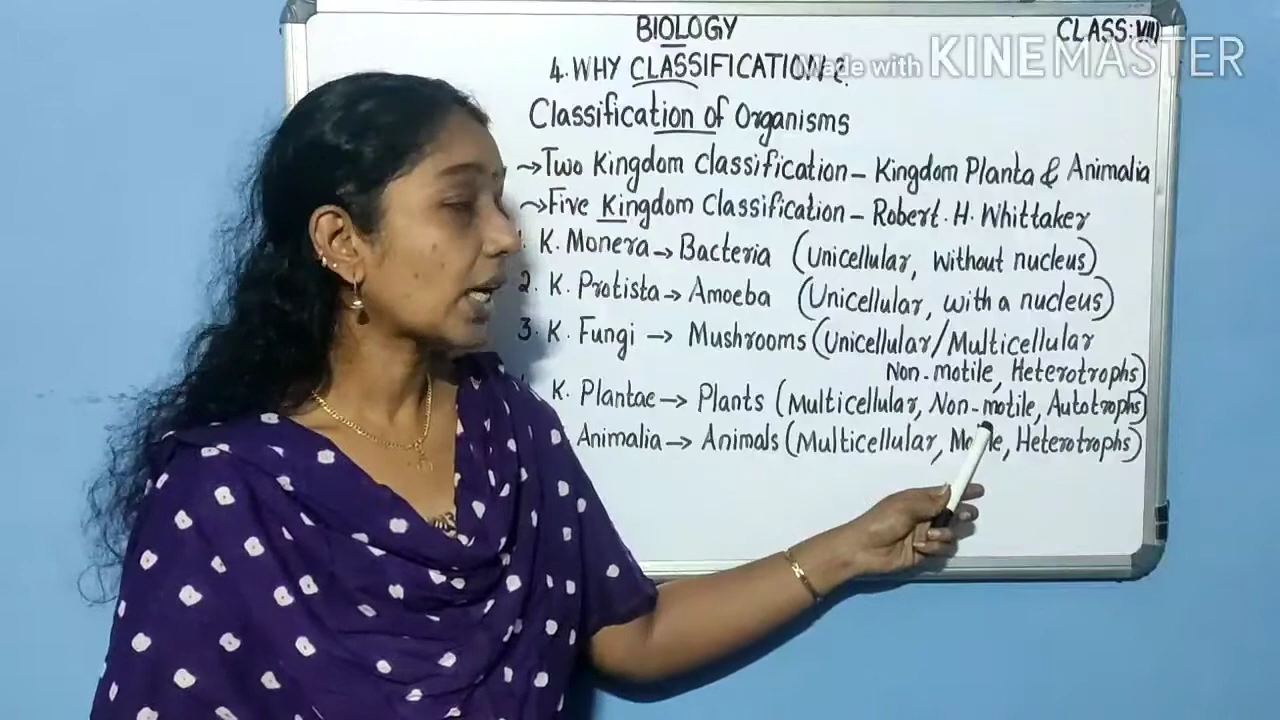 BIOLOGY
CLASS: VIII
Made with KINEMASTER
4. WHY CLASSIFICATION?
Classification of Organisms
→Two Kingdom classification – Kingdom Planta & Animalia
→Five Kingdom Classification – Robert. H. Whittaker
K. Monera → Bacteria (Unicellular, without nucleus)
2. K. Protista → Amoeba (Unicellular, with a nucleus)
3. K. Fungi → Mushrooms (Unicellular/Multicellular
Non-motile, Heterotrophs)
K. Plantae → Plants (Multicellular, Non-motile, Autotrophs)
Animalia → Animals (Multicellular, Heterotrophs)